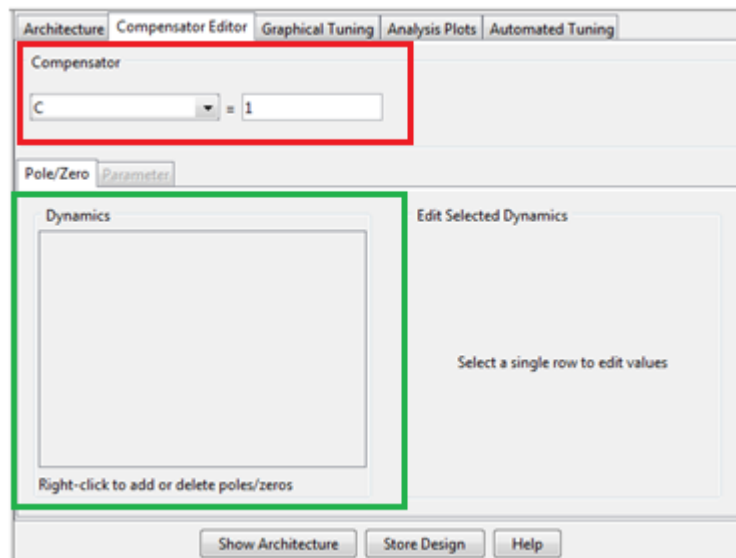 Architecture Compensator Editor Graphical Tuning Analysis Plots Automated Tuning
Compensator
C = 1
Pole/Zero Parameter
Dynamics Edit Selected Dynamics
Select a single row to edit values
Right-click to add or delete poles/zeros
Show Architecture Store Design Help